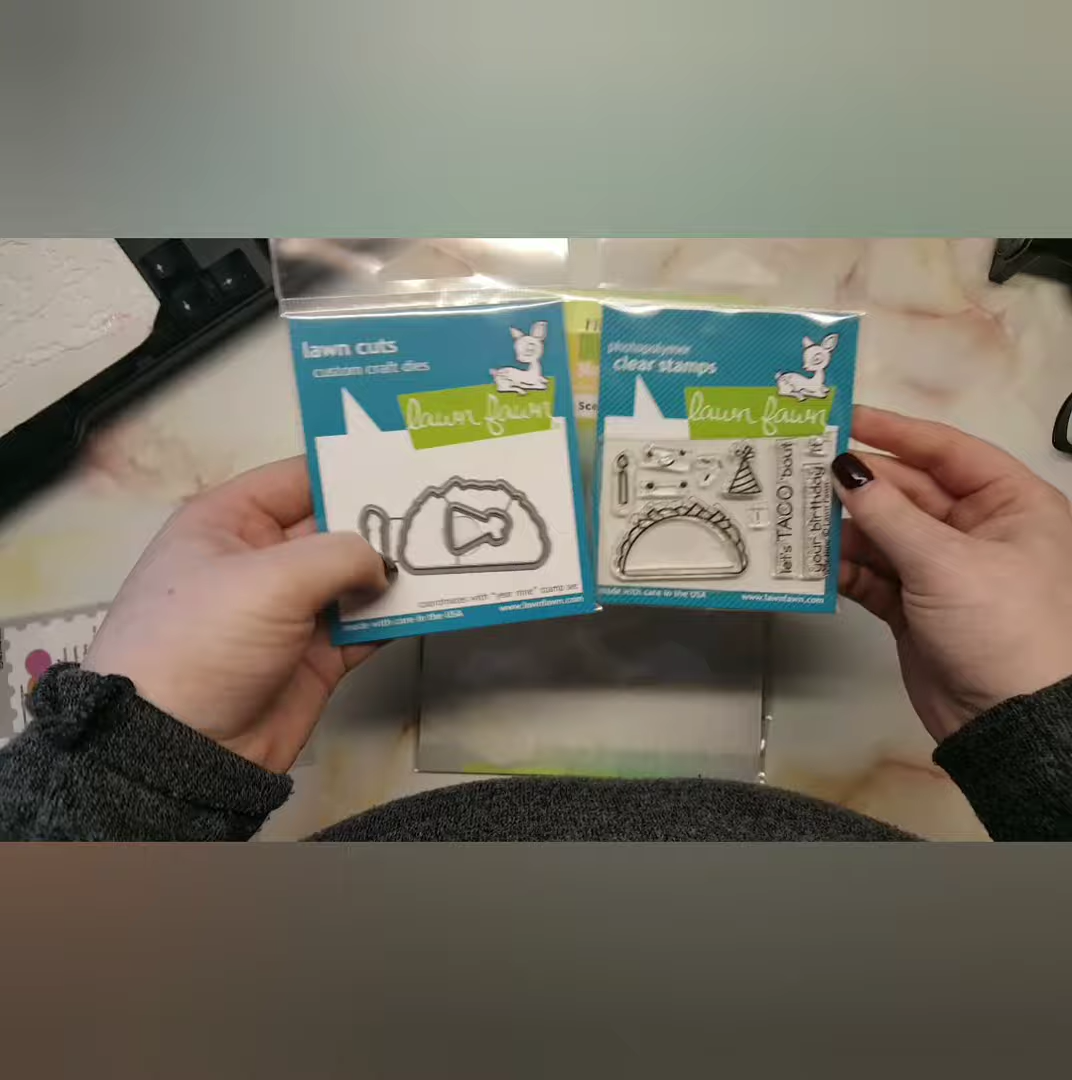 lawn cuts
custom craft dies
lawn fawn
coordinates with "year nine" stamp set
made with care in the USA
www.lawnfawn.com
photopolymer
clear stamps
lawn fawn
let's TACO 'bout
your birthday!
made with care in the USA
www.lawnfawn.com
Sce